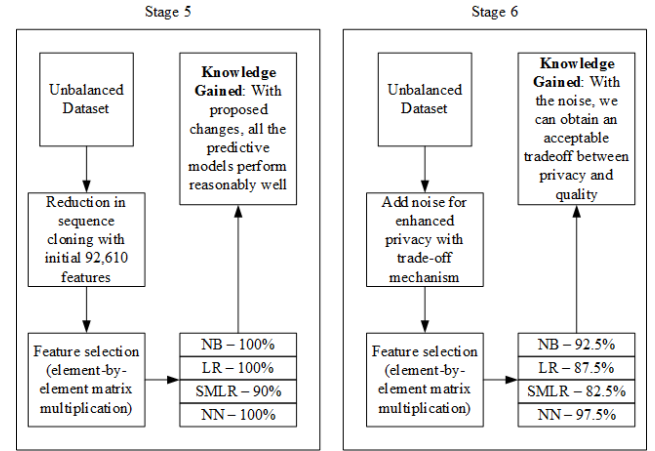 Stage 5
Unbalanced
Dataset
Reduction in
sequence
cloning with
initial 92,610
features
Feature selection
(element-by-
element matrix
multiplication)
NB – 100%
LR – 100%
SMLR – 90%
NN – 100%
Knowledge
Gained: With
proposed
changes, all the
predictive
models perform
reasonably well
Stage 6
Unbalanced
Dataset
Add noise for
enhanced
privacy with
trade-off
mechanism
Feature selection
(element-by-
element matrix
multiplication)
NB – 92.5%
LR – 87.5%
SMLR – 82.5%
NN – 97.5%
Knowledge
Gained: With
the noise, we
can obtain an
acceptable
tradeoff between
privacy and
quality